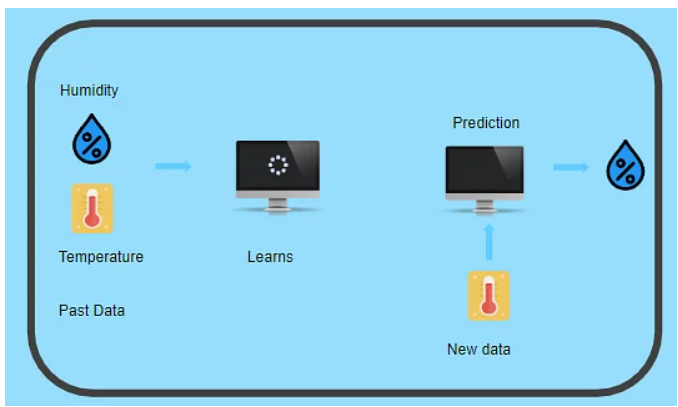 Humidity
%
Temperature
Past Data
Learns
Prediction
%
New data